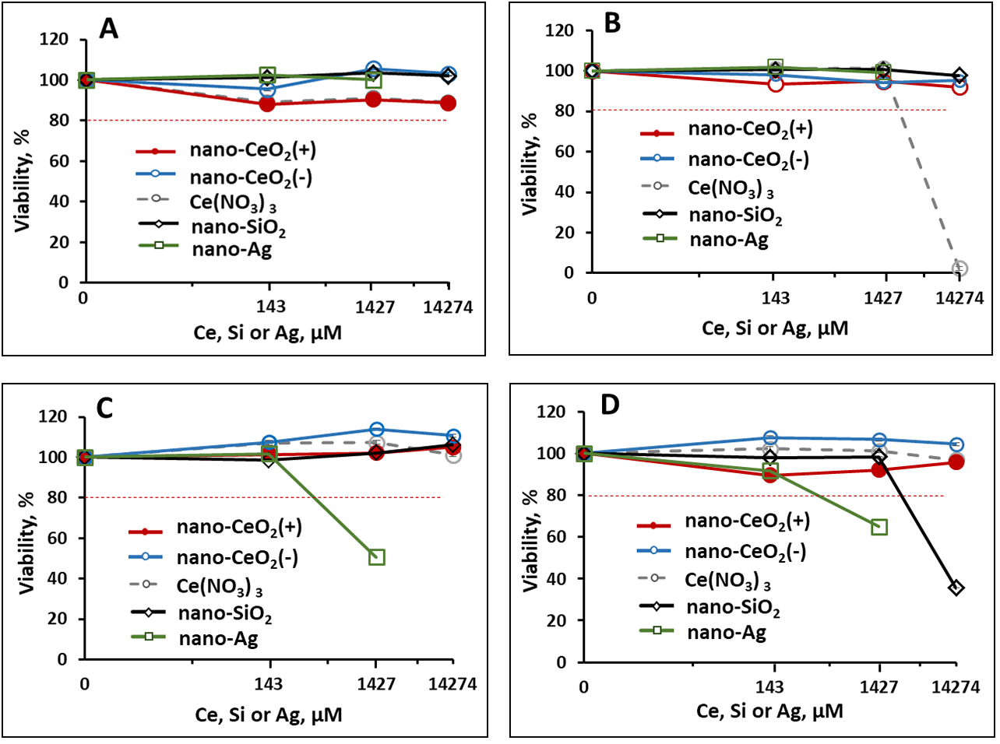 A
120
100
80
60
40
20
0
Viability, %
nano-CeO₂(+)
nano-CeO₂(-)
Ce(NO₃) ₃
nano-SiO₂
nano-Ag
0 143 1427 14274
Ce, Si or Ag, µM
B
120
100
80
60
40
20
0
Viability, %
nano-CeO₂(+)
nano-CeO₂(-)
Ce(NO₃) ₃
nano-SiO₂
nano-Ag
0 143 1427 14274
Ce, Si or Ag, µM
C
120
100
80
60
40
20
0
Viability, %
nano-CeO₂(+)
nano-CeO₂(-)
Ce(NO₃) ₃
nano-SiO₂
nano-Ag
0 143 1427 14274
Ce, Si or Ag, µM
D
120
100
80
60
40
20
0
Viability, %
nano-CeO₂(+)
nano-CeO₂(-)
Ce(NO₃) ₃
nano-SiO₂
nano-Ag
0 143 1427 14274
Ce, Si or Ag, µM